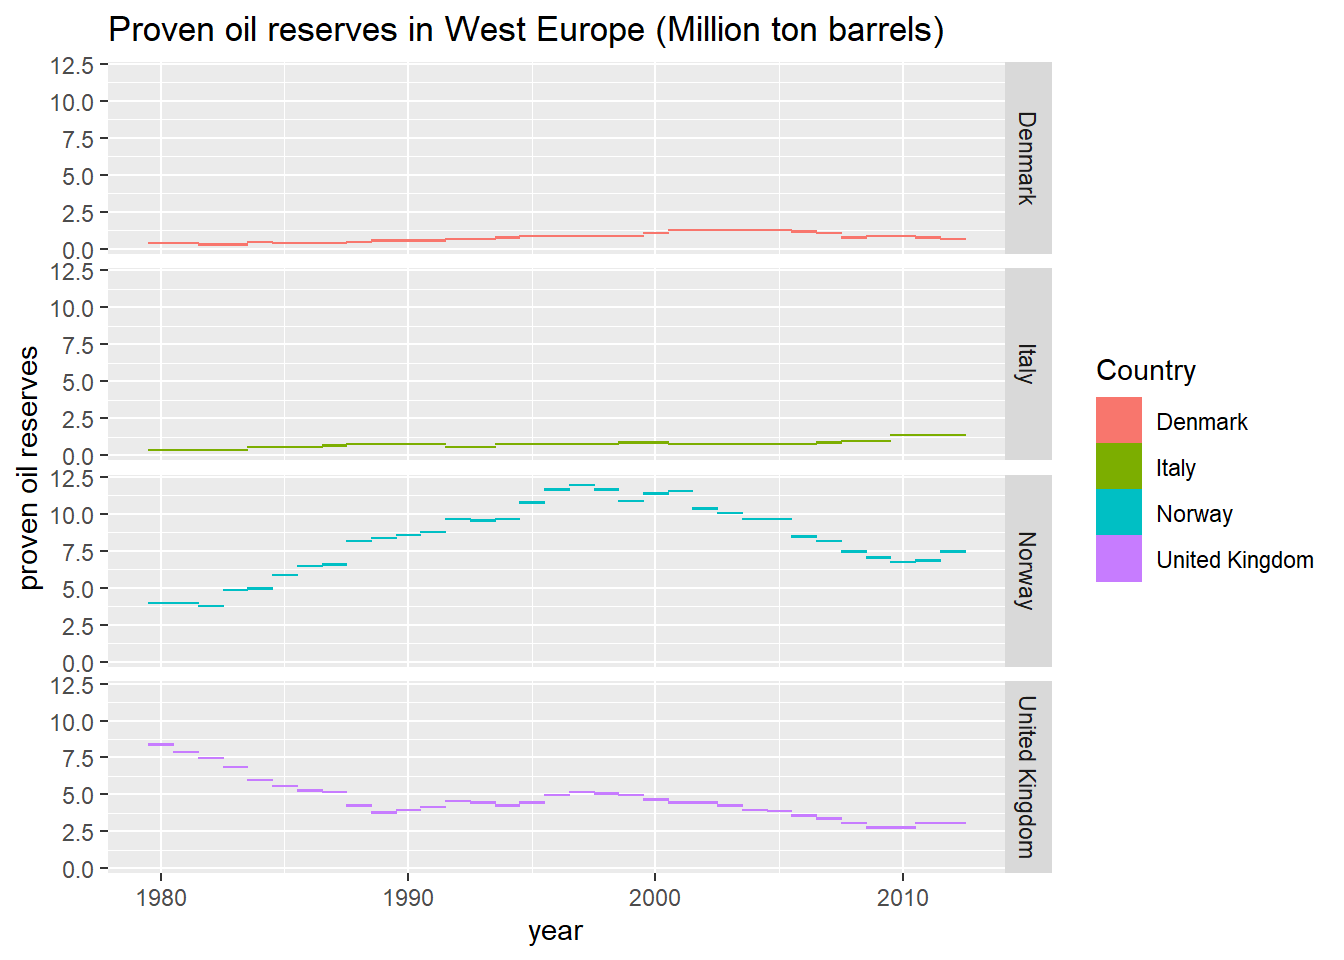 Proven oil reserves in West Europe (Million ton barrels)
12.5
10.0
7.5
5.0
2.5
0.0
Denmark
12.5
10.0
7.5
5.0
2.5
0.0
Italy
12.5
10.0
7.5
5.0
2.5
0.0
Norway
12.5
10.0
7.5
5.0
2.5
0.0
United Kingdom
proven oil reserves
1980 1990 2000 2010
year
Country
Denmark
Italy
Norway
United Kingdom